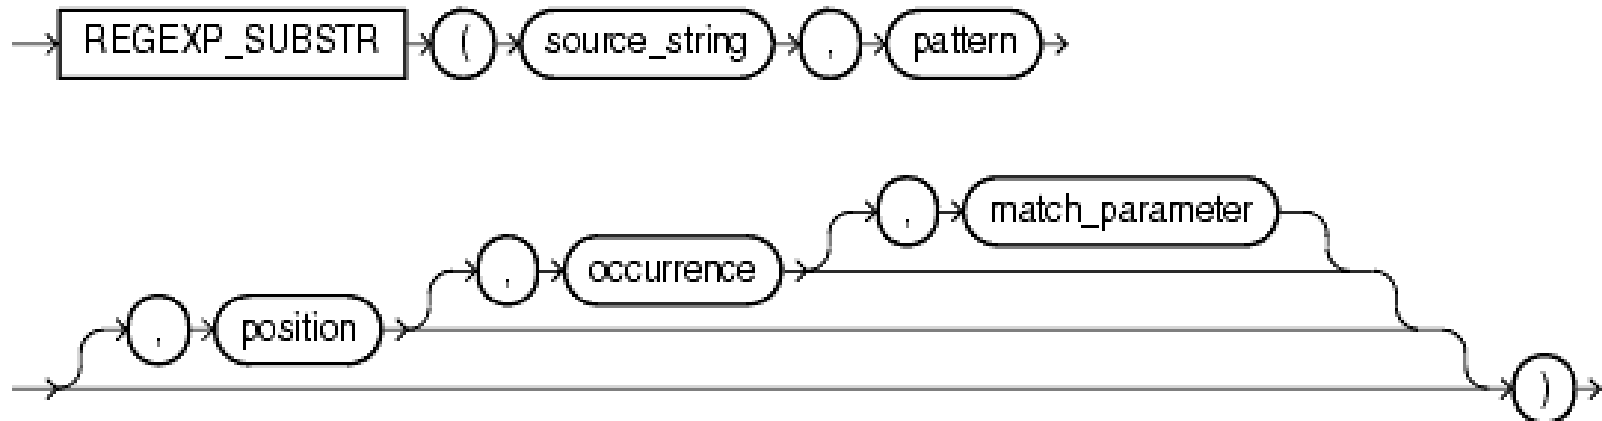 REGEXP_SUBSTR ( source_string , pattern
, match_parameter
, occurrence
, position
)